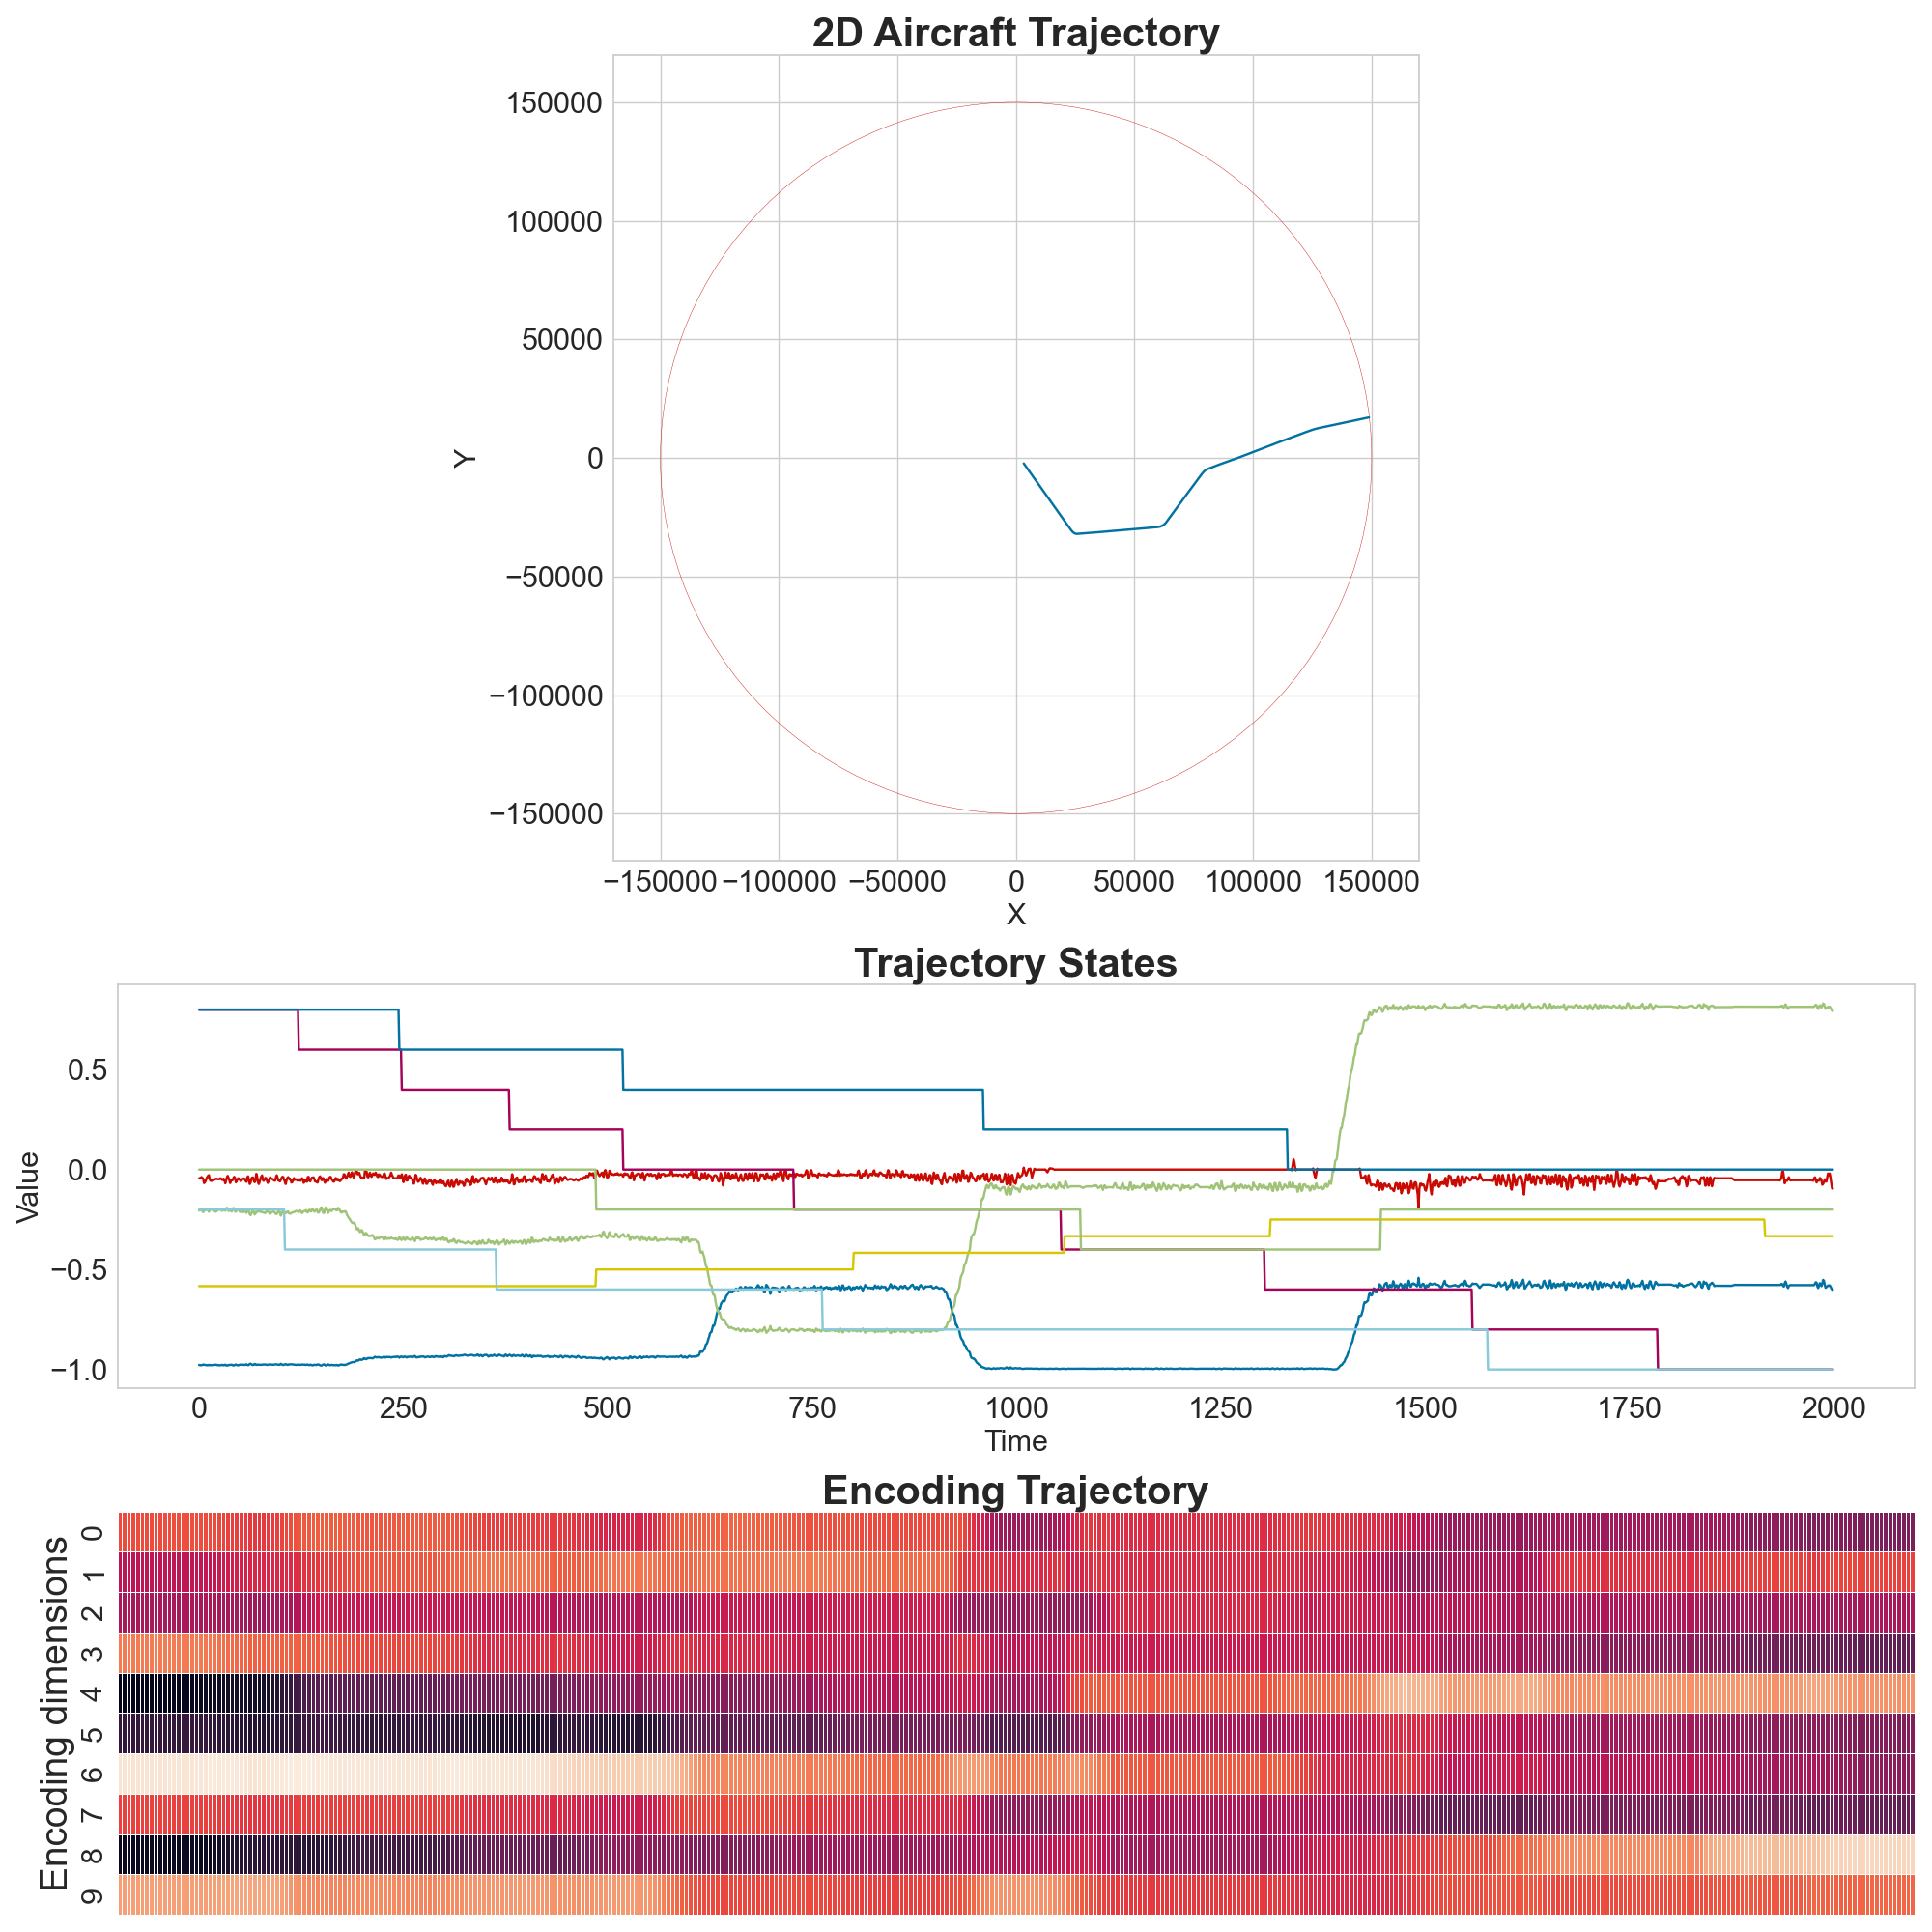 2D Aircraft Trajectory
150000
100000
50000
0
−50000
−100000
−150000
Y
−150000 −100000 −50000 0 50000 100000 150000
X
Trajectory States
0.5
0.0
−0.5
−1.0
Value
0 250 500 750 1000 1250 1500 1750 2000
Time
Encoding Trajectory
Encoding dimensions
0
1
2
3
4
5
6
7
8
9